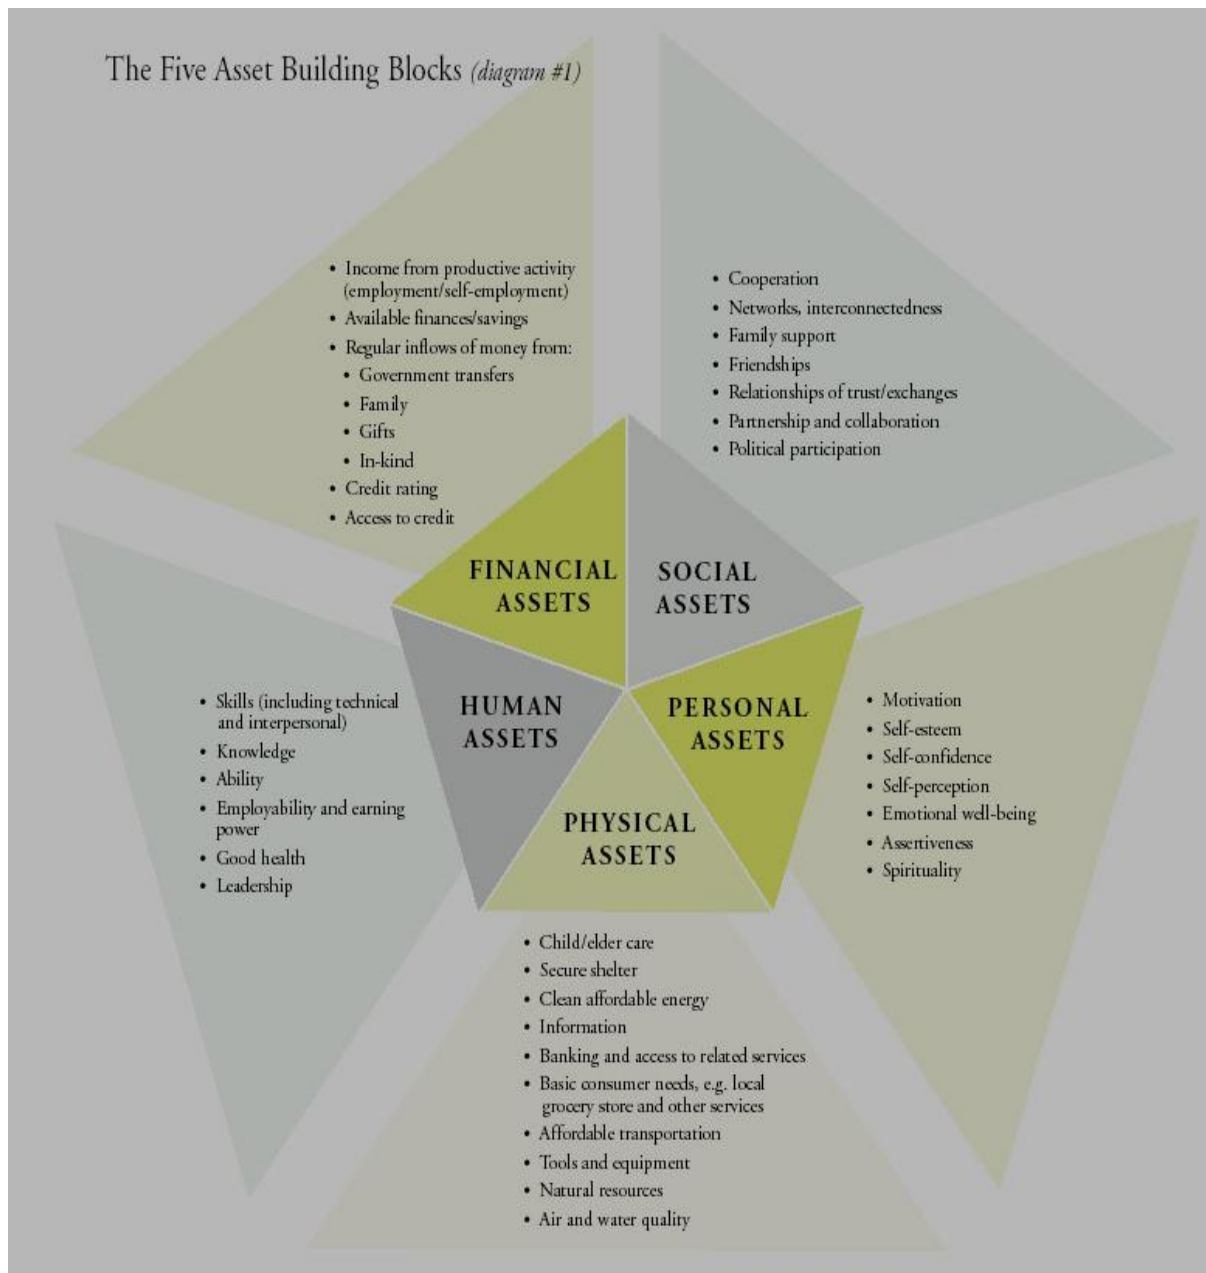 The Five Asset Building Blocks (diagram #1)
• Income from productive activity
(employment/self-employment)
• Available finances/savings
• Regular inflows of money from:
• Government transfers
• Family
• Gifts
• In-kind
• Credit rating
• Access to credit
• Cooperation
• Networks, interconnectedness
• Family support
• Friendships
• Relationships of trust/exchanges
• Partnership and collaboration
• Political participation
FINANCIAL
ASSETS
SOCIAL
ASSETS
• Skills (including technical
and interpersonal)
• Knowledge
• Ability
• Employability and earning
power
• Good health
• Leadership
HUMAN
ASSETS
PERSONAL
ASSETS
• Motivation
• Self-esteem
• Self-confidence
• Self-perception
• Emotional well-being
• Assertiveness
• Spirituality
PHYSICAL
ASSETS
• Child/elder care
• Secure shelter
• Clean affordable energy
• Information
• Banking and access to related services
• Basic consumer needs, e.g. local
grocery store and other services
• Affordable transportation
• Tools and equipment
• Natural resources
• Air and water quality